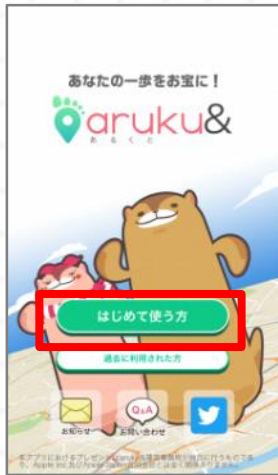 あなたの一歩をお宝に！
aruku&
あるくと
はじめて使う方
過去に利用された方
Q&A
お知らせ
お問い合わせ